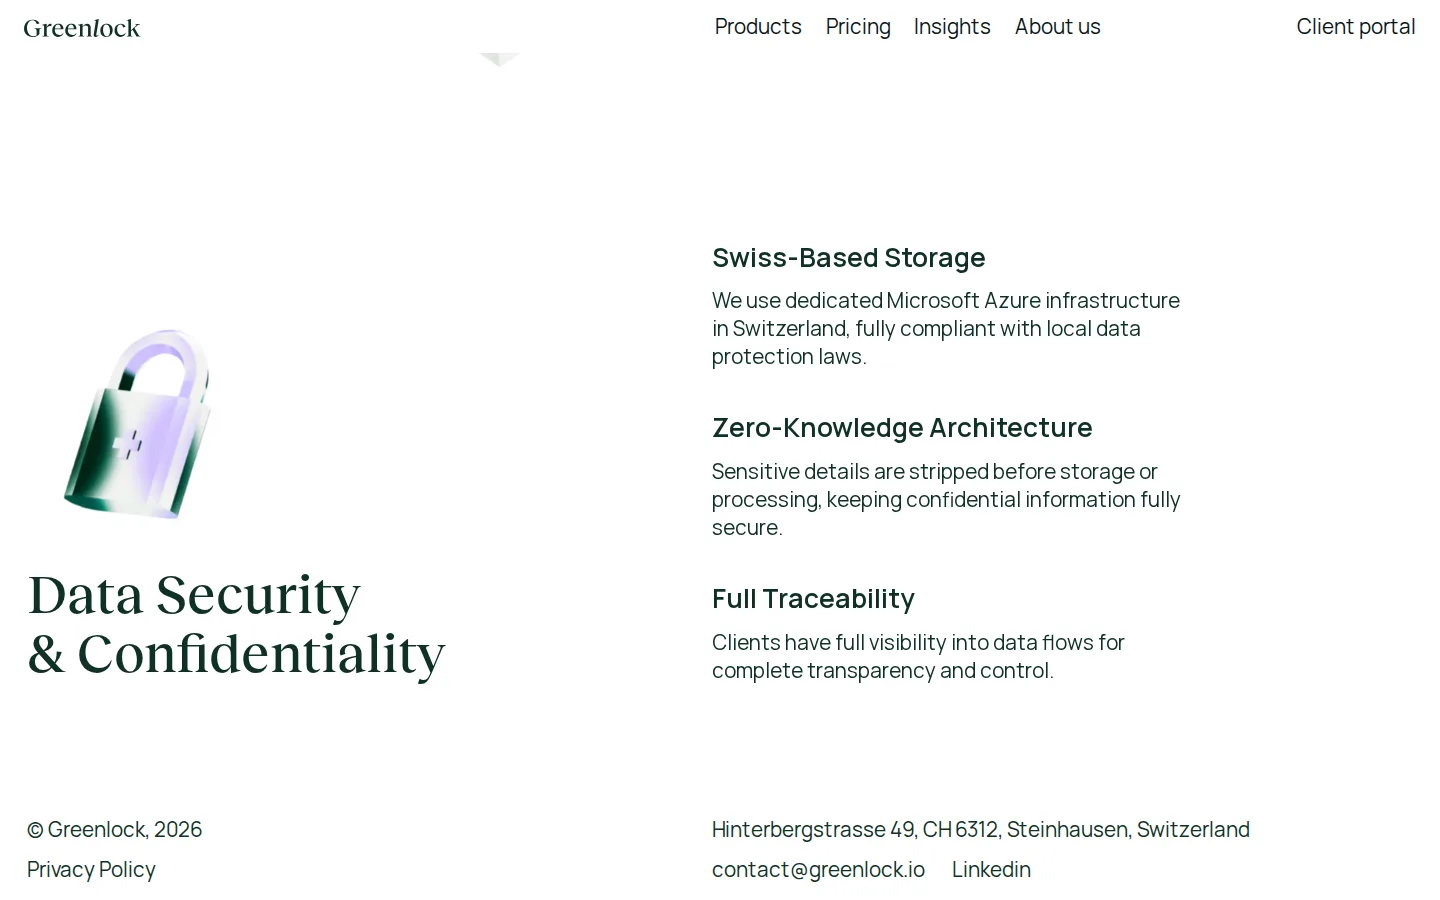 Greenlock
Products Pricing Insights About us Client portal
Data Security
& Confidentiality
Swiss-Based Storage
We use dedicated Microsoft Azure infrastructure
in Switzerland, fully compliant with local data
protection laws.
Zero-Knowledge Architecture
Sensitive details are stripped before storage or
processing, keeping confidential information fully
secure.
Full Traceability
Clients have full visibility into data flows for
complete transparency and control.
© Greenlock, 2026
Privacy Policy
Hinterbergstrasse 49, CH 6312, Steinhausen, Switzerland
contact@greenlock.io Linkedin